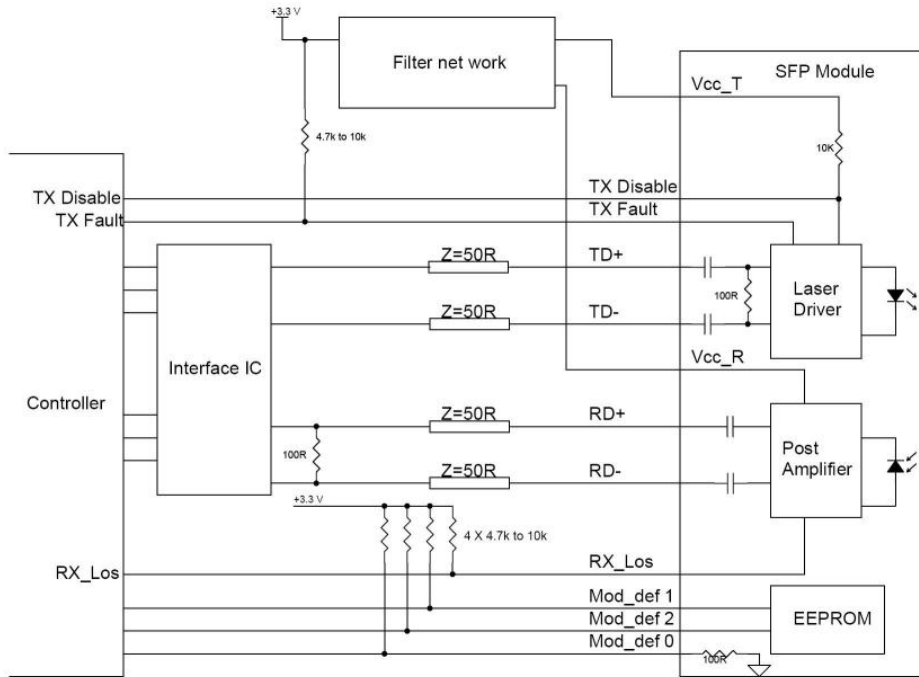 +3.3 V
Filter net work
SFP Module
Vcc_T
4.7k to 10k
10K
TX Disable
TX Disable
TX Fault
TX Fault
Z=50R
TD+
100R
Laser
Driver
Z=50R
TD-
Interface IC
Vcc_R
Controller
Z=50R
RD+
100R
Post
Amplifier
Z=50R
RD-
+3.3 V
4 X 4.7k to 10k
RX_Los
RX_Los
Mod_def 1
Mod_def 2
EEPROM
Mod_def 0
100R